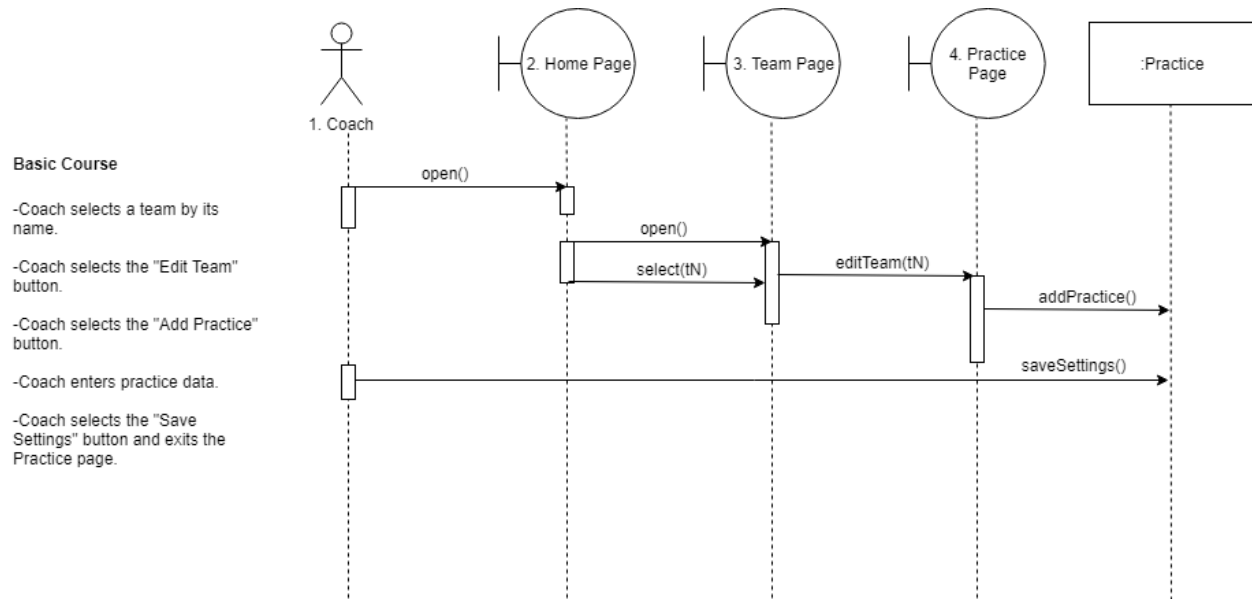 2. Home Page
3. Team Page
4. Practice
Page
:Practice
1. Coach
Basic Course
-Coach selects a team by its
name.
-Coach selects the "Edit Team"
button.
-Coach selects the "Add Practice"
button.
-Coach enters practice data.
-Coach selects the "Save
Settings" button and exits the
Practice page.
open()
open()
select(tN)
editTeam(tN)
addPractice()
saveSettings()